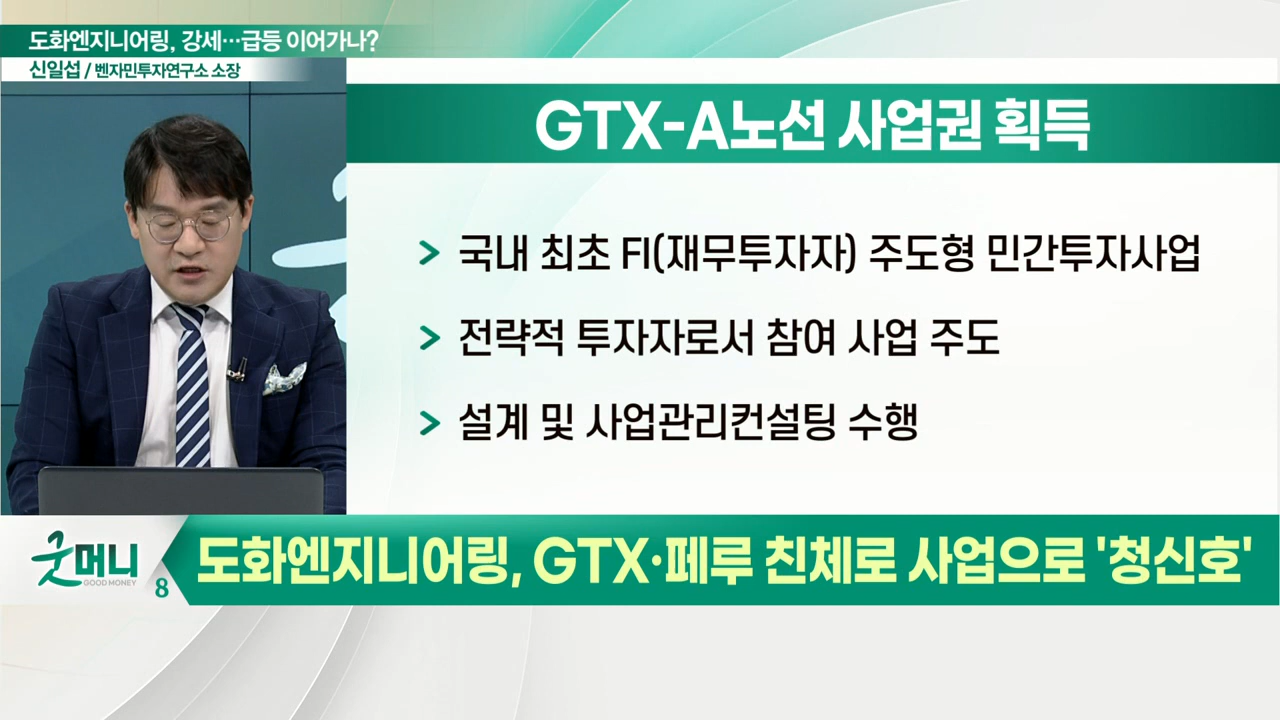 도화엔지니어링, 강세…급등 이어가나?
신일섭 / 벤자민투자연구소 소장
GTX-A노선 사업권 획득
> 국내 최초 FI(재무투자자) 주도형 민간투자사업
> 전략적 투자자로서 참여 사업 주도
> 설계 및 사업관리컨설팅 수행
굿머니
GOOD MONEY
8
도화엔지니어링, GTX·페루 친체로 사업으로 '청신호'